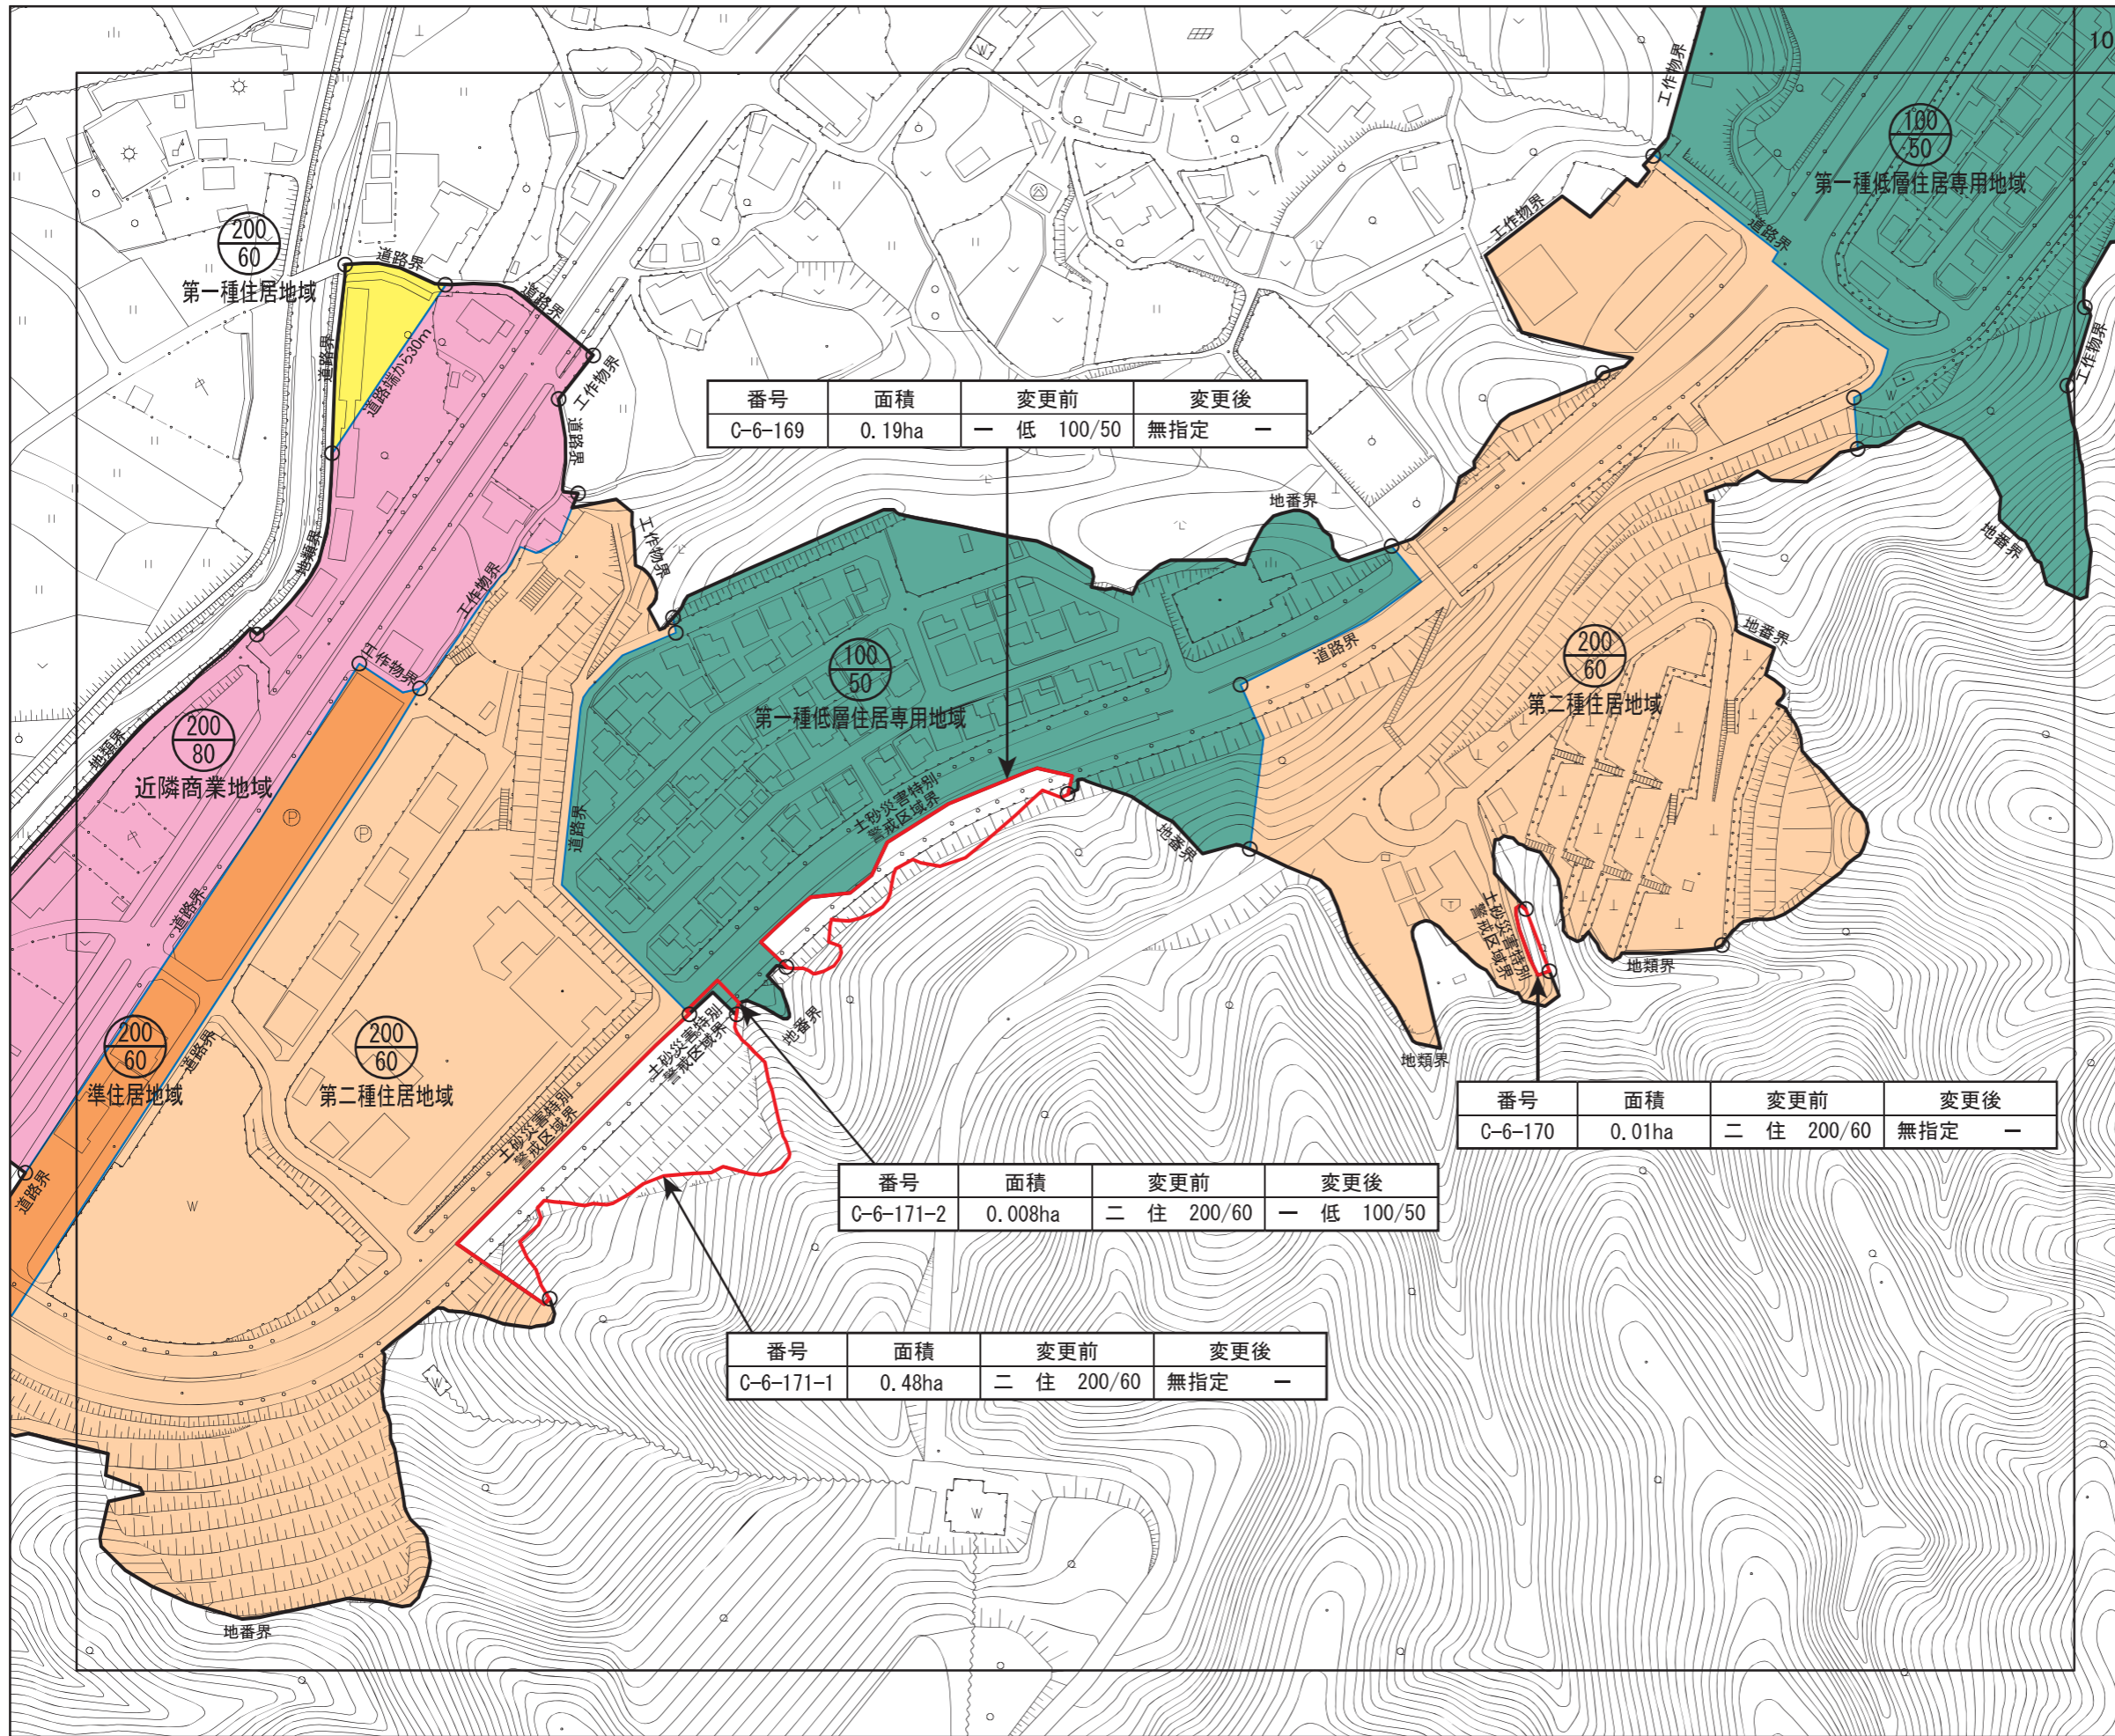 10
工作物界
100
50
第一種低層住居専用地域
道路界
工作物界
200
60
第一種住居地域
道路界
道路界
道路界
道路端から30m
工作物界
道路界
工作物界
番号 面積 変更前 変更後
C-6-169 0.19ha 一 低 100/50 無指定 ー
地番界
地番界
工作物界
地類界
工作物界
工作物界
100
50
第一種低層住居専用地域
道路界
200
60
第二種住居地域
地番界
200
80
近隣商業地域
地類界
道路界
土砂災害特別
警戒区域界
地番界
P
P
道路界
土砂災害特別
警戒区域界
地類界
地番界
地類界
200
60
準住居地域
道路界
200
60
第二種住居地域
土砂災害特別
警戒区域界
土砂災害特別
警戒区域界
番号 面積 変更前 変更後
C-6-170 0.01ha 二 住 200/60 無指定 ー
道路界
番号 面積 変更前 変更後
C-6-171-2 0.008ha 二 住 200/60 一 低 100/50
番号 面積 変更前 変更後
C-6-171-1 0.48ha 二 住 200/60 無指定 ー
W
W
W
地番界